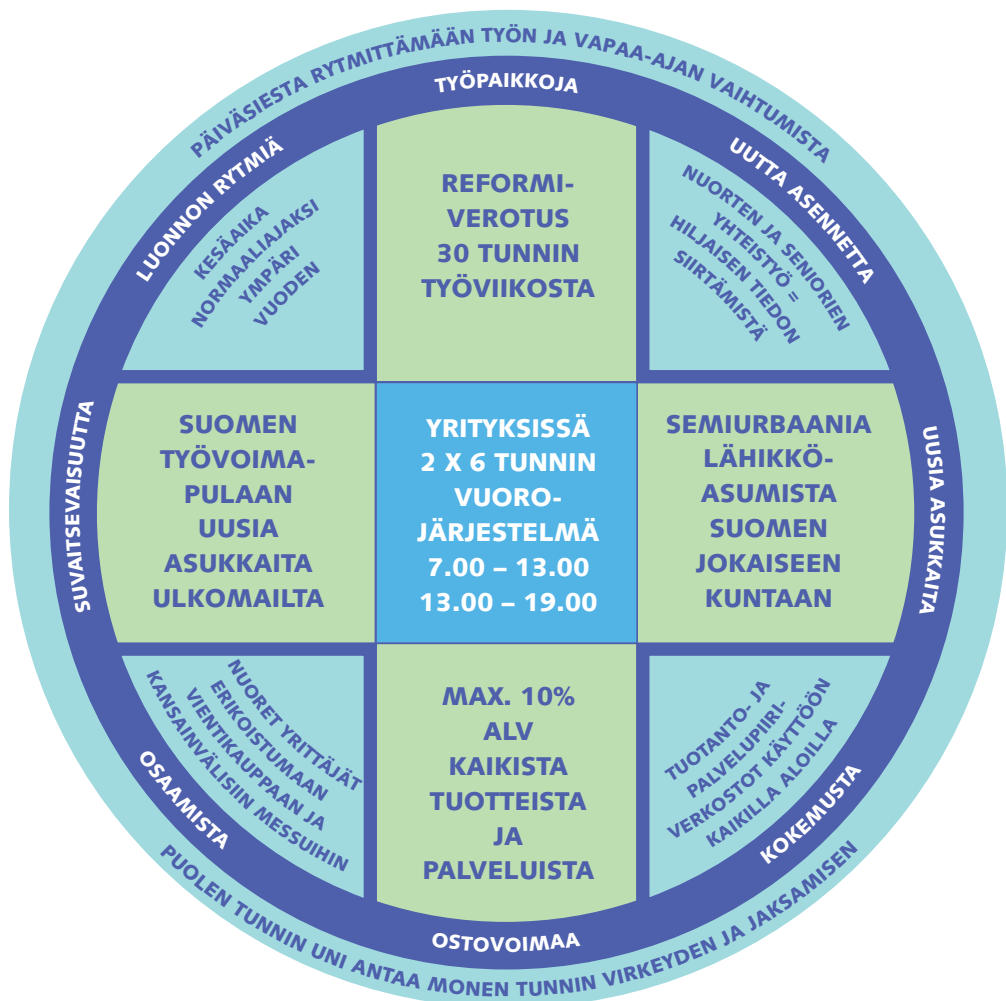 PÄIVÄSIESTA RYTMITTÄMÄÄN TYÖN JA VAPAA-AJAN VAIHTUMISTA
TYÖPAIKKOJA
LUONNON RYTMIÄ
UUTTA ASENNETTA
KESÄAIKA
NORMAALIAJAKSI
YMPÄRI
VUODEN
REFORMI-
VEROTUS
30 TUNNIN
TYÖVIIKOSTA
NUORTEN JA SENIORIEN
YHTEISTYÖ =
HILJAISEN TIEDON
SIIRTÄMISTÄ
SUVAITSEVAISUUTTA
SUOMEN
TYÖVOIMA-
PULAAN
UUSIA
ASUKKAITA
ULKOMAILTA
YRITYKSISSÄ
2 X 6 TUNNIN
VUORO-
JÄRJESTELMÄ
7.00 – 13.00
13.00 – 19.00
SEMIURBAANIA
LÄHIKKÖ-
ASUMISTA
SUOMEN
JOKAISEEN
KUNTAAN
UUSIA ASUKKAITA
NUORET YRITTÄJÄT
ERIKOISTUMAAN
VIENTIKAUPPAAN JA
KANSAINVÄLISIIN MESSUIHIN
MAX. 10%
ALV
KAIKISTA
TUOTTEISTA
JA
PALVELUISTA
TUOTANTO- JA
PALVELUPIIRI-
VERKOSTOT KÄYTTÖÖN
KAIKILLA ALOILLA
OSAAMISTA
KOKEMUSTA
OSTOVOIMAA
PUOLEN TUNNIN UNI ANTAA MONEN TUNNIN VIRKEYDEN JA JAKSAMISEN